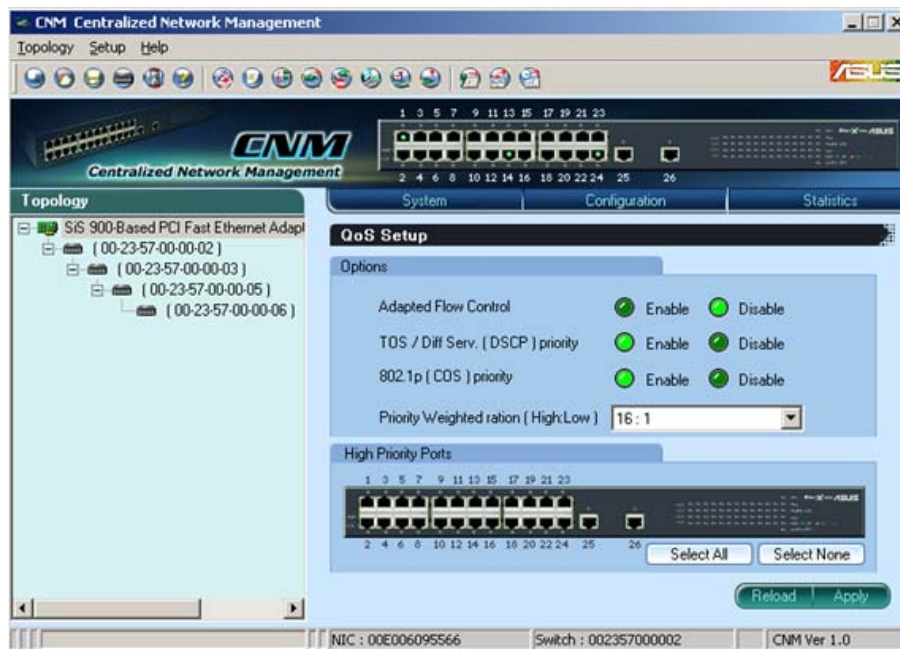 CNM Centralized Network Management
Topology Setup Help
ASUS
CNM
Centralized Network Management
1 3 5 7 9 11 13 15 17 19 21 23
2 4 6 8 10 12 14 16 18 20 22 24 25 26
ASUS
Topology
System Configuration Statistics
SiS 900-Based PCI Fast Ethernet Adapt
( 00-23-57-00-00-02 )
( 00-23-57-00-00-03 )
( 00-23-57-00-00-05 )
( 00-23-57-00-00-06 )
QoS Setup
Options
Adapted Flow Control Enable Disable
TOS / Diff Serv. ( DSCP ) priority Enable Disable
802.1p ( COS ) priority Enable Disable
Priority Weighted ration ( High:Low ) 16 : 1
High Priority Ports
1 3 5 7 9 11 13 15 17 19 21 23
ASUS
2 4 6 8 10 12 14 16 18 20 22 24 25 26
Select All Select None
Reload Apply
NIC : 00E006095566 Switch : 002357000002 CNM Ver 1.0